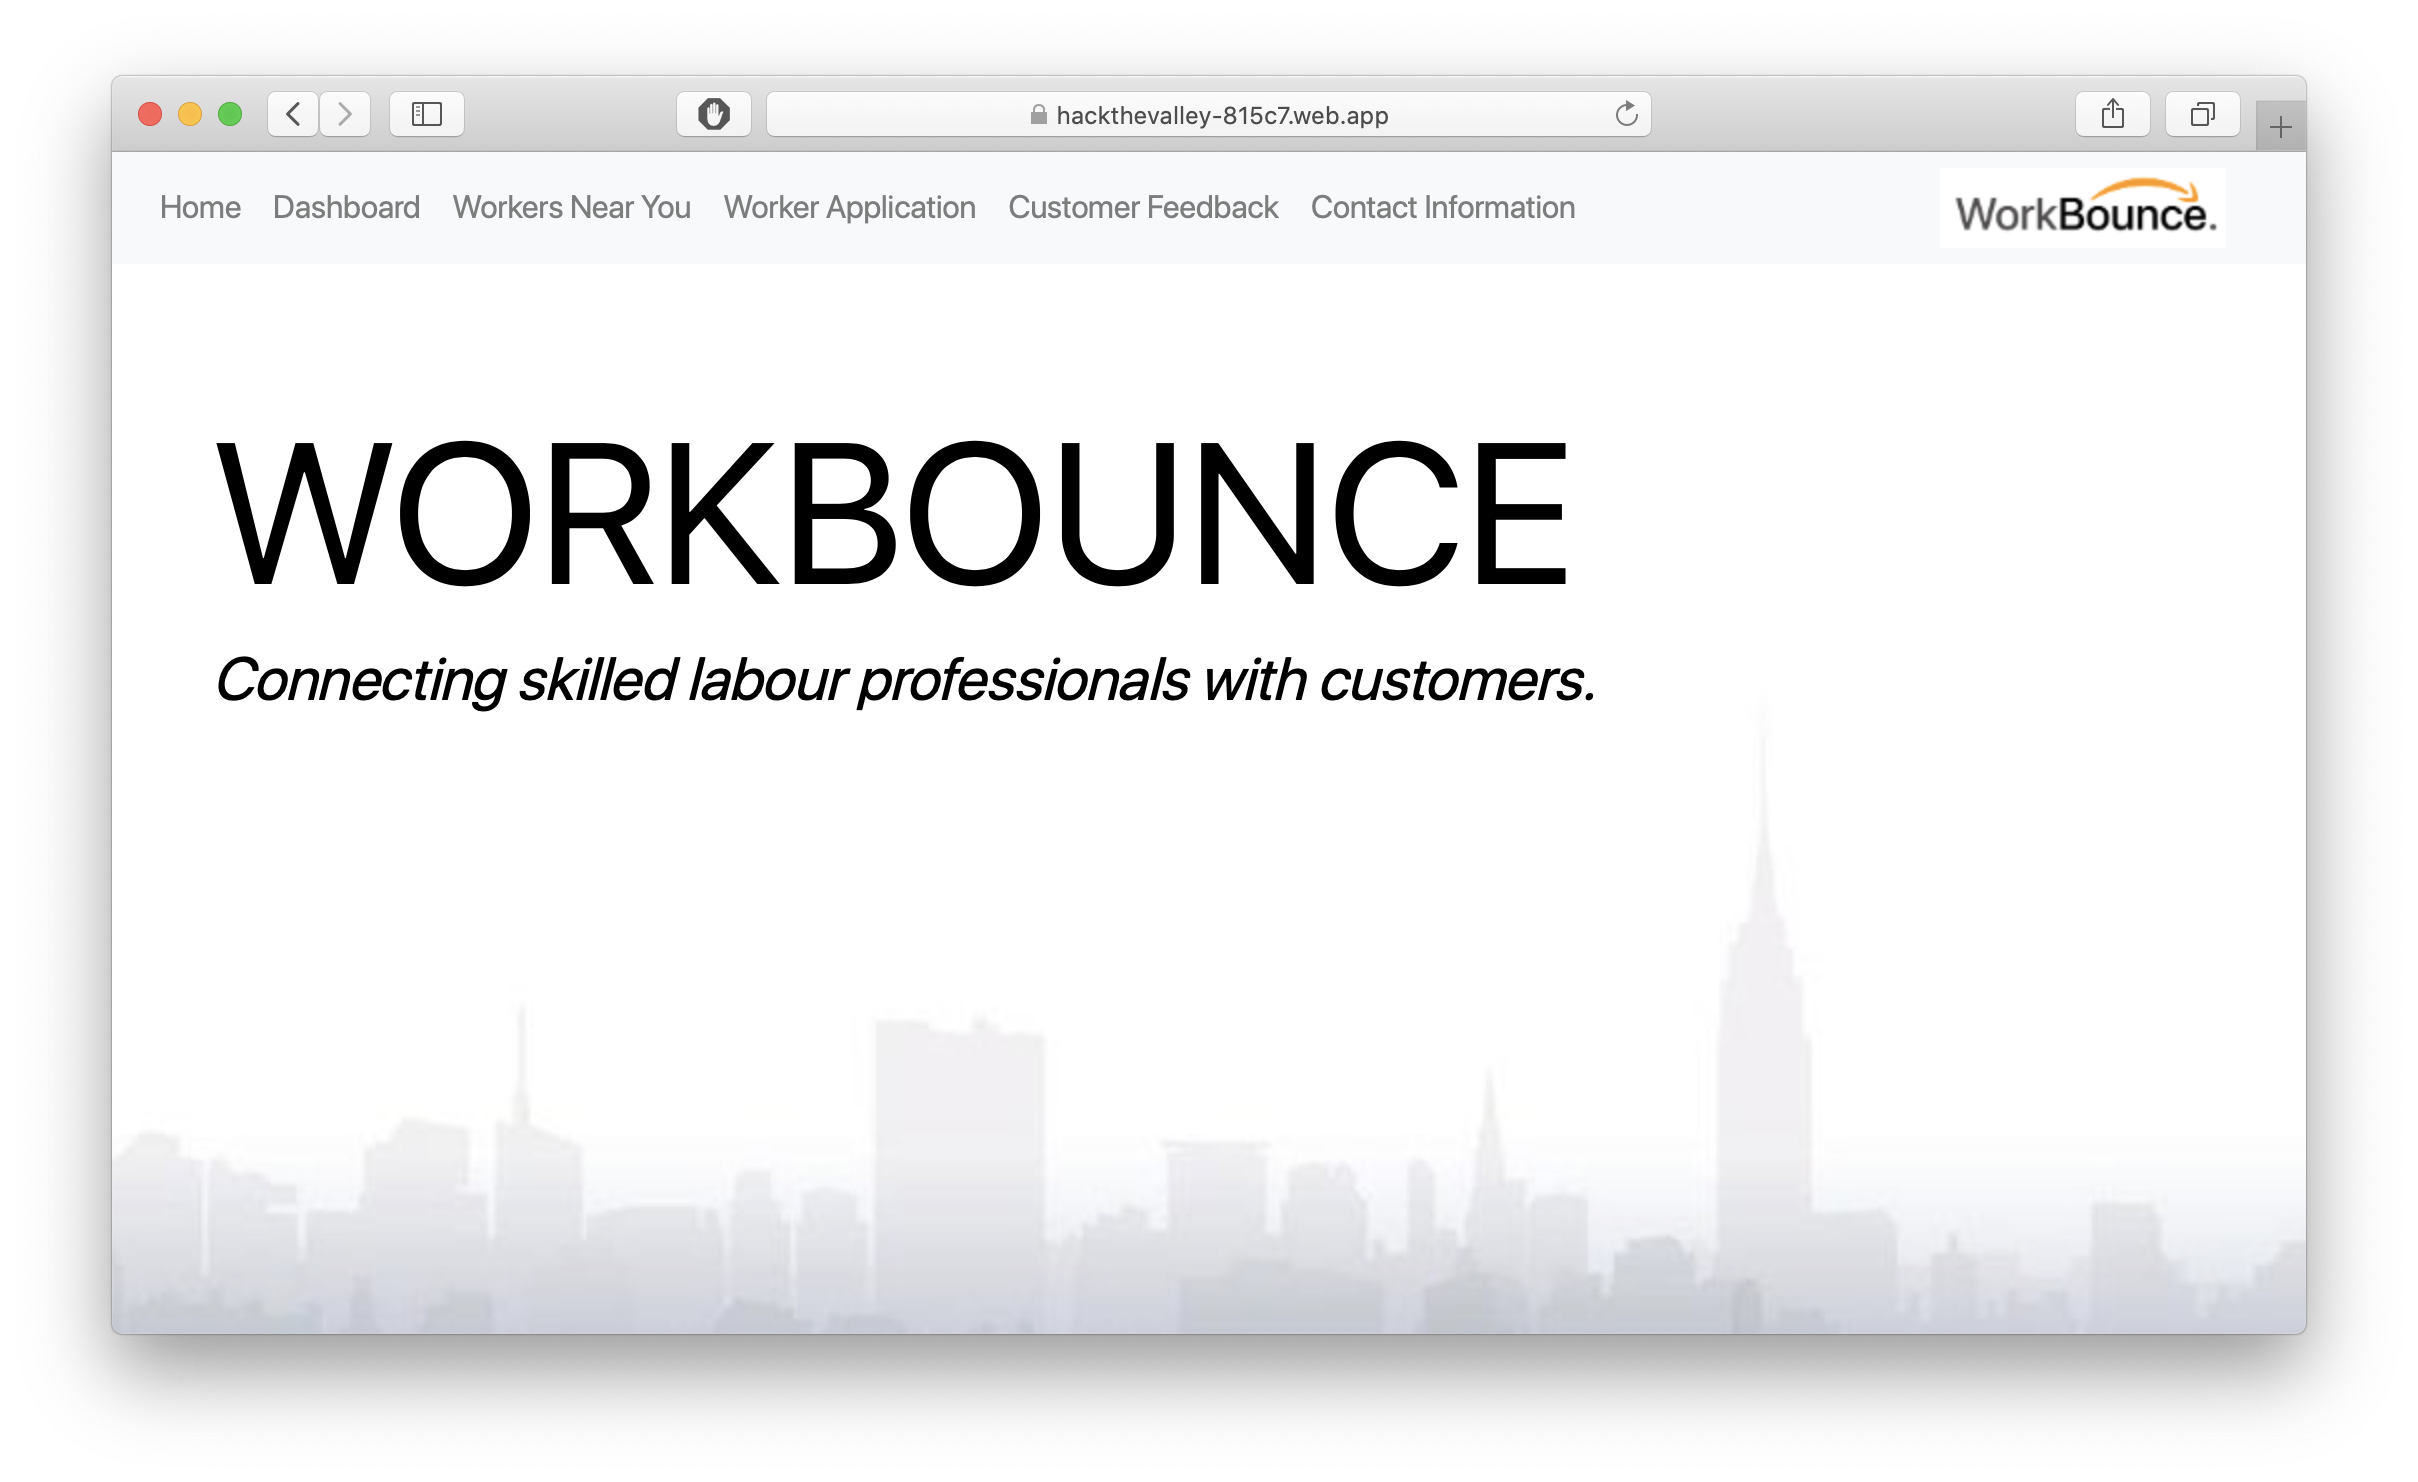 hackthevalley-815c7.web.app
Home Dashboard Workers Near You Worker Application Customer Feedback Contact Information WorkBounce.
WORKBOUNCE
Connecting skilled labour professionals with customers.